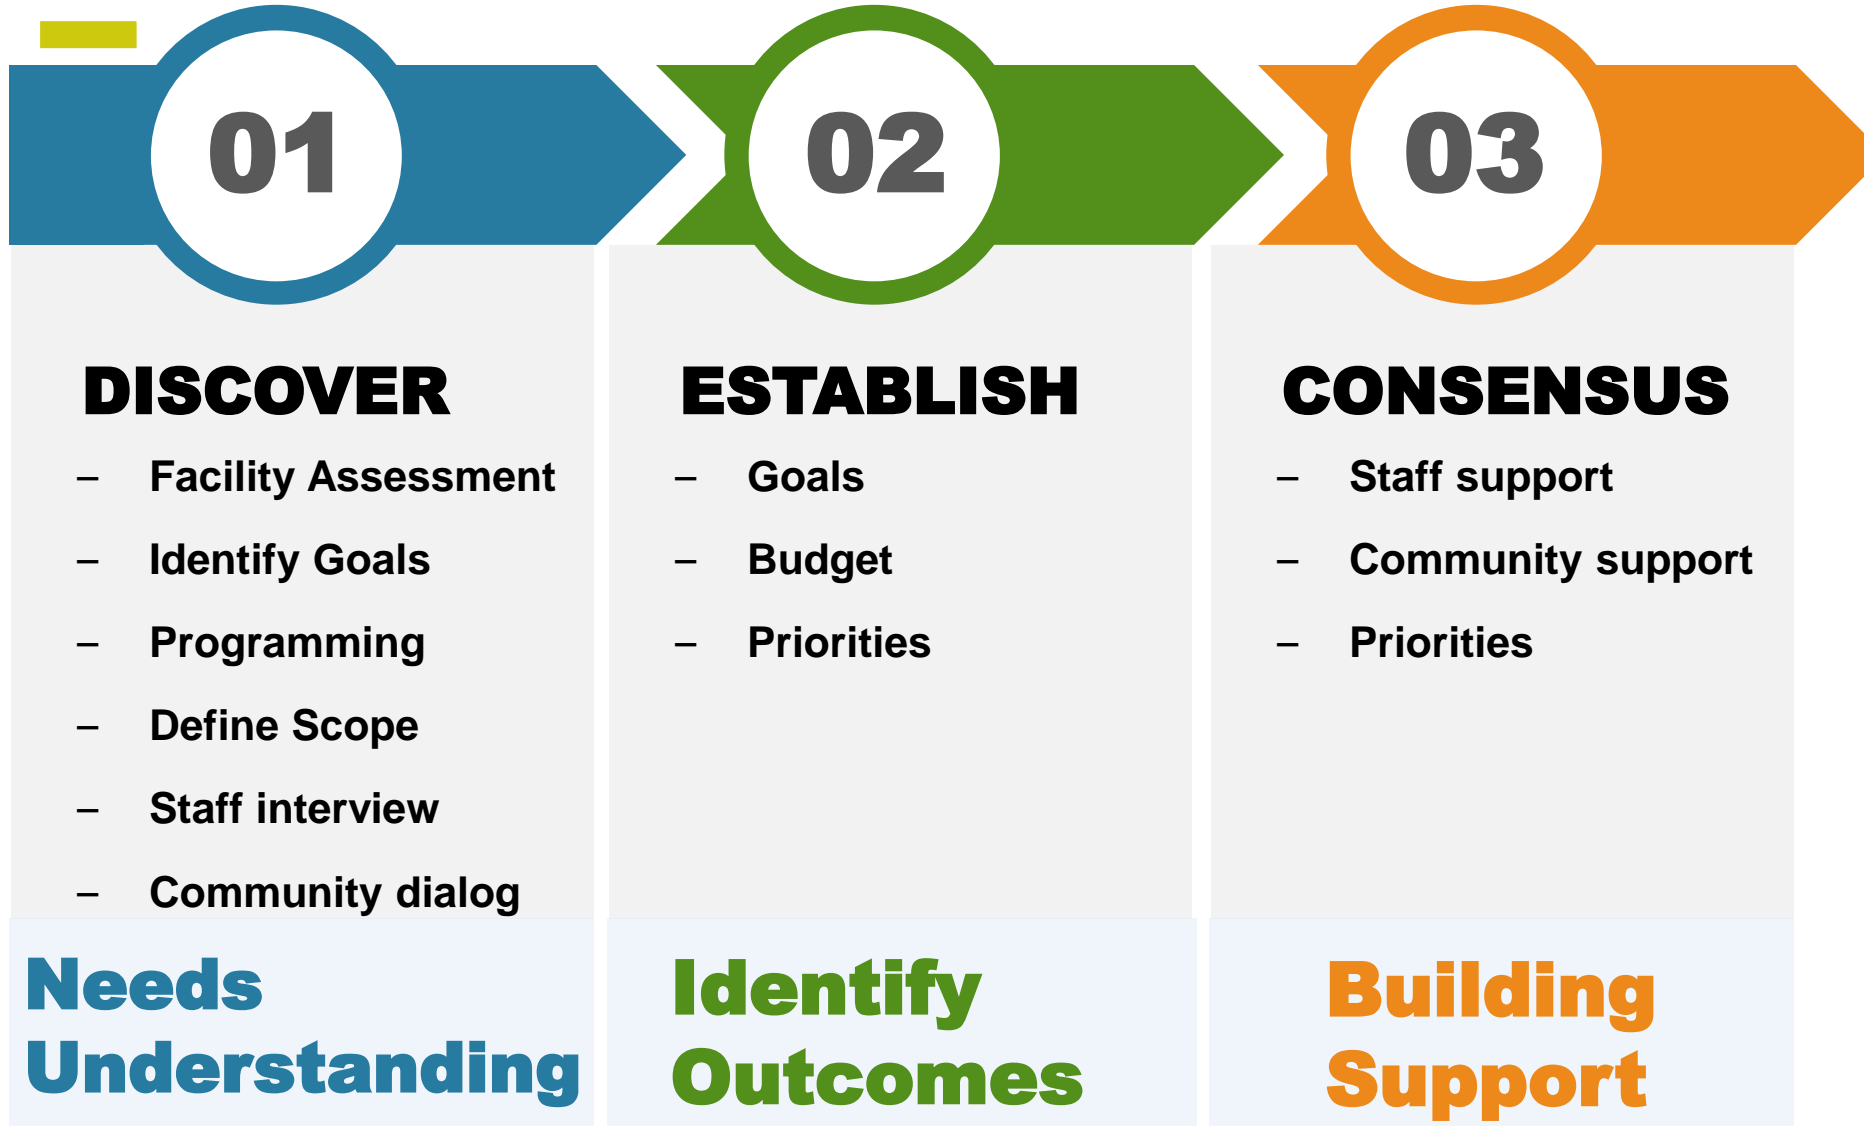 01
DISCOVER
– Facility Assessment
– Identify Goals
– Programming
– Define Scope
– Staff interview
– Community dialog
Needs
Understanding
02
ESTABLISH
– Goals
– Budget
– Priorities
Identify
Outcomes
03
CONSENSUS
– Staff support
– Community support
– Priorities
Building
Support